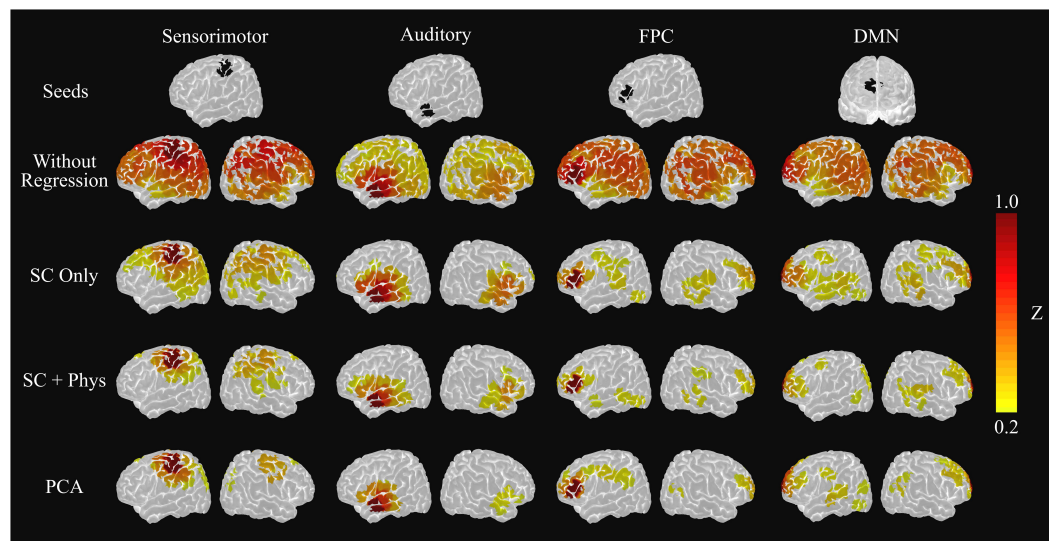 Sensorimotor Auditory FPC DMN
Seeds
Without
Regression
1.0
SC Only
Z
SC + Phys
0.2
PCA